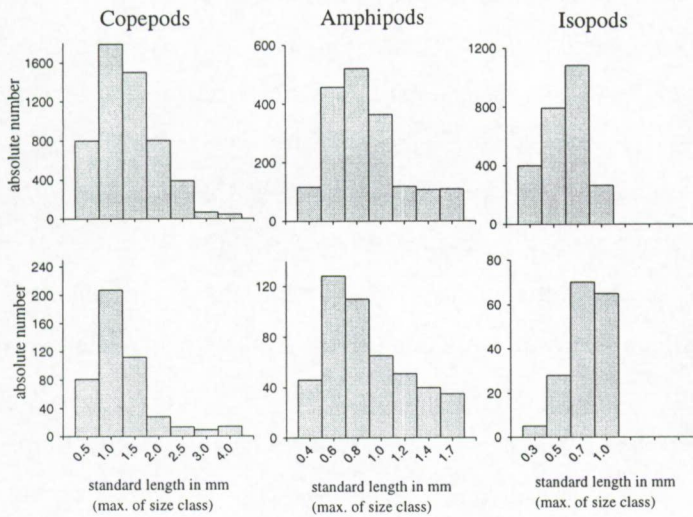 Copepods Amphipods Isopods
absolute number
1600
1200
800
400
0
600
400
200
0
1200
800
400
0
absolute number
240
200
160
120
80
40
0
120
80
40
0
80
60
40
20
0
0.5 1.0 1.5 2.0 2.5 3.0 4.0
0.4 0.6 0.8 1.0 1.2 1.4 1.7
0.3 0.5 0.7 1.0
standard length in mm
(max. of size class)
standard length in mm
(max. of size class)
standard length in mm
(max. of size class)